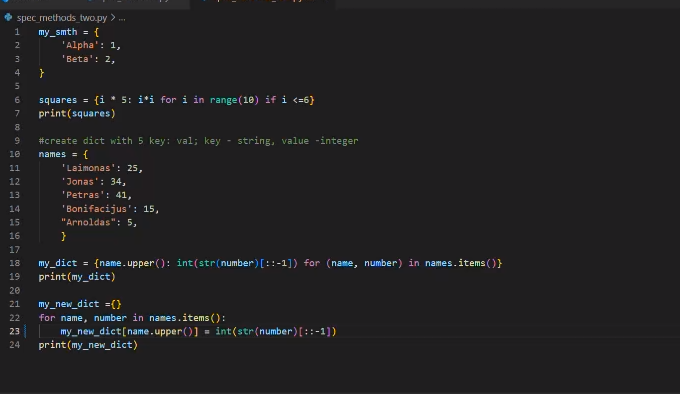 spec_methods_two.py > ...
1 my_smth = {
2     'Alpha': 1,
3     'Beta': 2,
4 }
5
6 squares = {i * 5: i*i for i in range(10) if i <=6}
7 print(squares)
8
9 #create dict with 5 key: val; key - string, value -integer
10 names = {
11     'Laimonas': 25,
12     'Jonas': 34,
13     'Petras': 41,
14     'Bonifacijus': 15,
15     "Arnoldas": 5,
16     }
17
18 my_dict = {name.upper(): int(str(number)[::-1]) for (name, number) in names.items()}
19 print(my_dict)
20
21 my_new_dict ={}
22 for name, number in names.items():
23     my_new_dict[name.upper()] = int(str(number)[::-1])
24 print(my_new_dict)